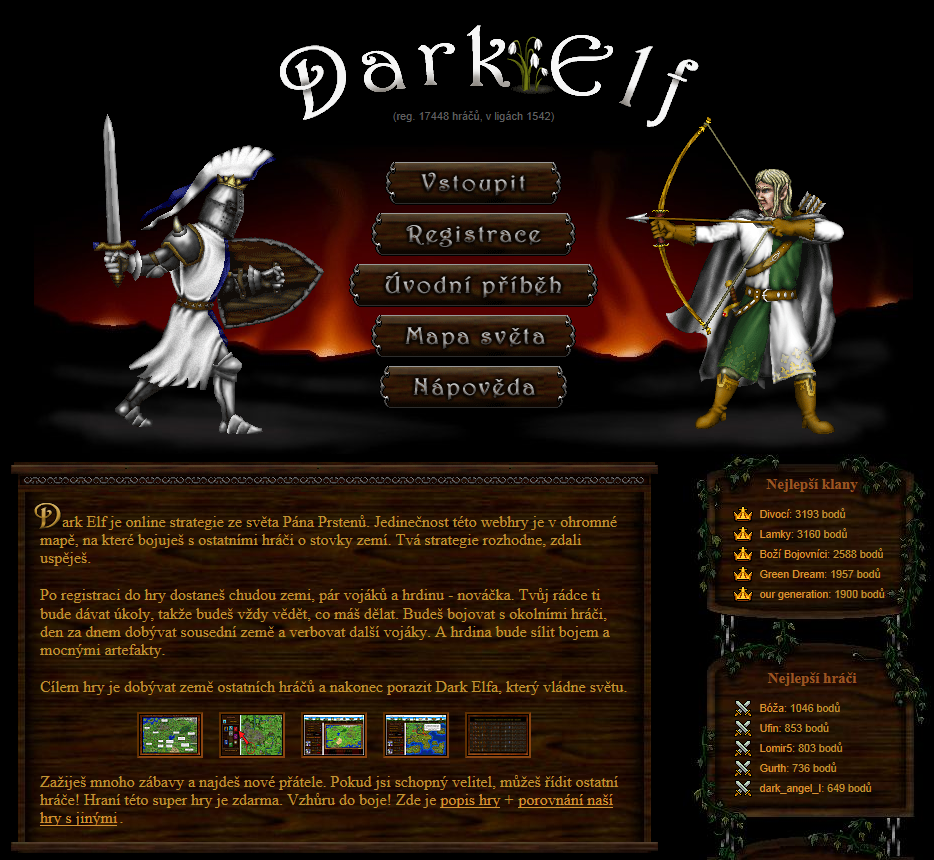 Dark Elf
(reg. 17448 hráčů, v ligách 1542)
Vstoupit
Registrace
Úvodní příběh
Mapa světa
Nápověda
Dark Elf je online strategie ze světa Pána Prstenů. Jedinečnost této webhry je v ohromné
mapě, na které bojuješ s ostatními hráči o stovky zemí. Tvá strategie rozhodne, zdali
uspěješ.
Po registraci do hry dostaneš chudou zemi, pár vojáků a hrdinu - nováčka. Tvůj rádce ti
bude dávat úkoly, takže budeš vždy vědět, co máš dělat. Budeš bojovat s okolními hráči,
den za dnem dobývat sousední země a verbovat další vojáky. A hrdina bude sílit bojem a
mocnými artefakty.
Cílem hry je dobývat země ostatních hráčů a nakonec porazit Dark Elfa, který vládne světu.
Zažiješ mnoho zábavy a najdeš nové přátele. Pokud jsi schopný velitel, můžeš řídit ostatní
hráče! Hraní této super hry je zdarma. Vzhůru do boje! Zde je popis hry + porovnání naší
hry s jinými.
Nejlepší klany
Divocí: 3193 bodů
Lamky: 3160 bodů
Boží Bojovníci: 2588 bodů
Green Dream: 1957 bodů
our generation: 1900 bodů
Nejlepší hráči
Bóža: 1046 bodů
Ufin: 853 bodů
Lomir5: 803 bodů
Gurth: 736 bodů
dark_angel_I: 649 bodů